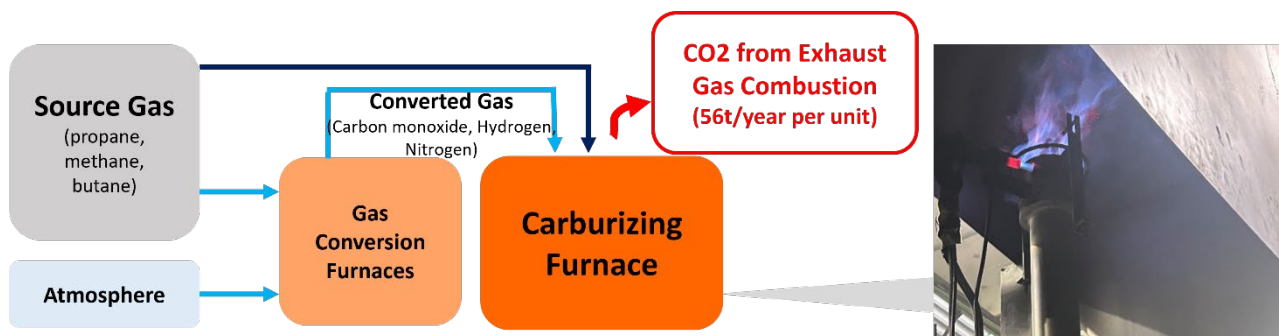 Source Gas
(propane,
methane,
butane)
Atmosphere
Converted Gas
(Carbon monoxide, Hydrogen,
Nitrogen)
Gas
Conversion
Furnaces
Carburizing
Furnace
CO2 from Exhaust
Gas Combustion
(56t/year per unit)